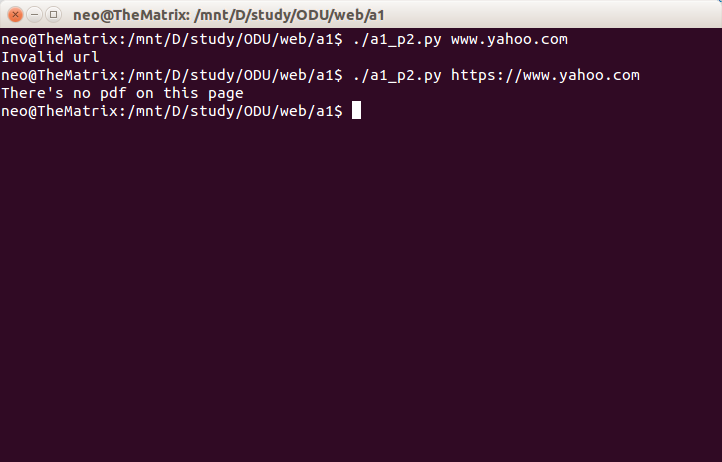 neo@TheMatrix: /mnt/D/study/ODU/web/a1
neo@TheMatrix:/mnt/D/study/ODU/web/a1$ ./a1_p2.py www.yahoo.com
Invalid url
neo@TheMatrix:/mnt/D/study/ODU/web/a1$ ./a1_p2.py https://www.yahoo.com
There's no pdf on this page
neo@TheMatrix:/mnt/D/study/ODU/web/a1$